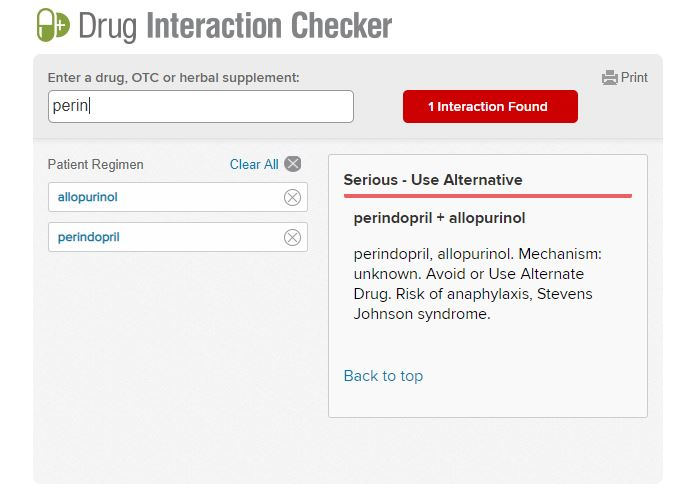 Drug Interaction Checker
Enter a drug, OTC or herbal supplement:
Print
perin
1 Interaction Found
Patient Regimen
Clear All
allopurinol
perindopril
Serious - Use Alternative
perindopril + allopurinol
perindopril, allopurinol. Mechanism:
unknown. Avoid or Use Alternate
Drug. Risk of anaphylaxis, Stevens
Johnson syndrome.
Back to top